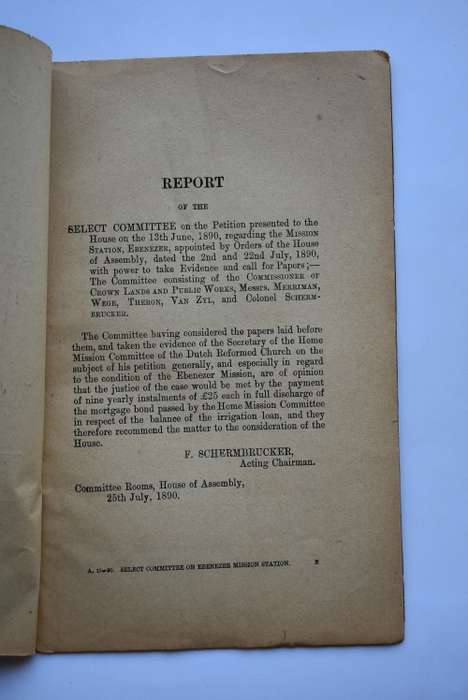 REPORT
OF THE
SELECT COMMITTEE on the Petition presented to the
House on the 13th June, 1890, regarding the MISSION
STATION, EBENEZER, appointed by Orders of the House
of Assembly, dated the 2nd and 22nd July, 1890,
with power to take Evidence and call for Papers;—
The Committee consisting of the COMMISSIONER OF
CROWN LANDS AND PUBLIC WORKS, MESSRS. MERRIMAN,
WEGE, THERON, VAN ZYL, and Colonel SCHERM-
BRUCKER.
The Committee having considered the papers laid before
them, and taken the evidence of the Secretary of the Home
Mission Committee of the Dutch Reformed Church on the
subject of his petition generally, and especially in regard
to the condition of the Ebenezer Mission, are of opinion
that the justice of the case would be met by the payment
of nine yearly instalments of £25 each in full discharge of
the mortgage bond passed by the Home Mission Committee
in respect of the balance of the irrigation loan, and they
therefore recommend the matter to the consideration of the
House.
F. SCHERMBRUCKER,
Acting Chairman.
Committee Rooms, House of Assembly,
25th July, 1890.
A. SELECT COMMITTEE ON EBENEZER MISSION STATION.